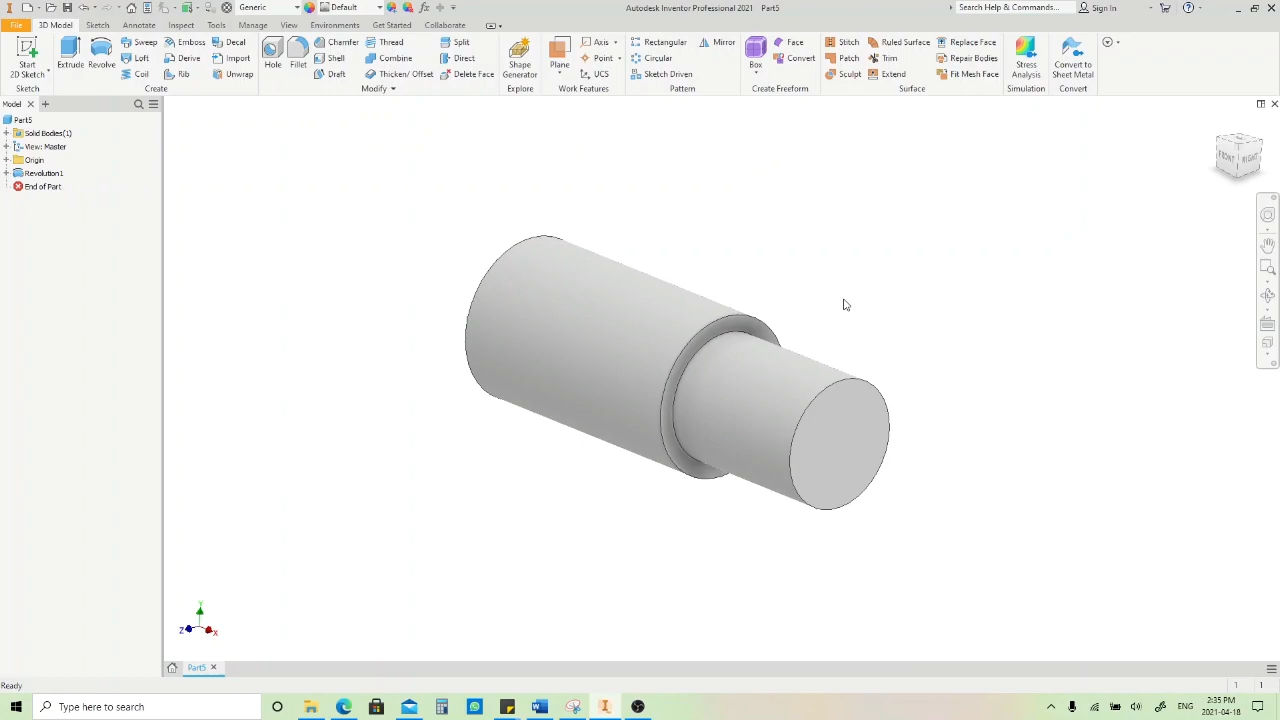 Generic
Default
Autodesk Inventor Professional 2021 Part5
Search Help & Commands...
Sign In
File
3D Model
Sketch
Annotate
Inspect
Tools
Manage
View
Environments
Get Started
Collaborate
Start
2D Sketch
Extrude
Revolve
Sweep
Emboss
Decal
Loft
Derive
Import
Coil
Rib
Unwrap
Hole
Fillet
Chamfer
Thread
Split
Shell
Combine
Direct
Draft
Thicken/ Offset
Delete Face
Shape
Generator
Plane
Axis
Point
UCS
Rectangular
Mirror
Circular
Sketch Driven
Box
Face
Convert
Stitch
Ruled Surface
Replace Face
Patch
Trim
Repair Bodies
Sculpt
Extend
Fit Mesh Face
Stress
Analysis
Convert to
Sheet Metal
Sketch
Create
Modify
Explore
Work Features
Pattern
Create Freeform
Surface
Simulation
Convert
Model
Part5
Solid Bodies(1)
View: Master
Origin
Revolution1
End of Part
FRONT
RIGHT
Y
Z
X
Part5
Ready
1
1
Type here to search
ENG
2:35 PM
2021-04-18